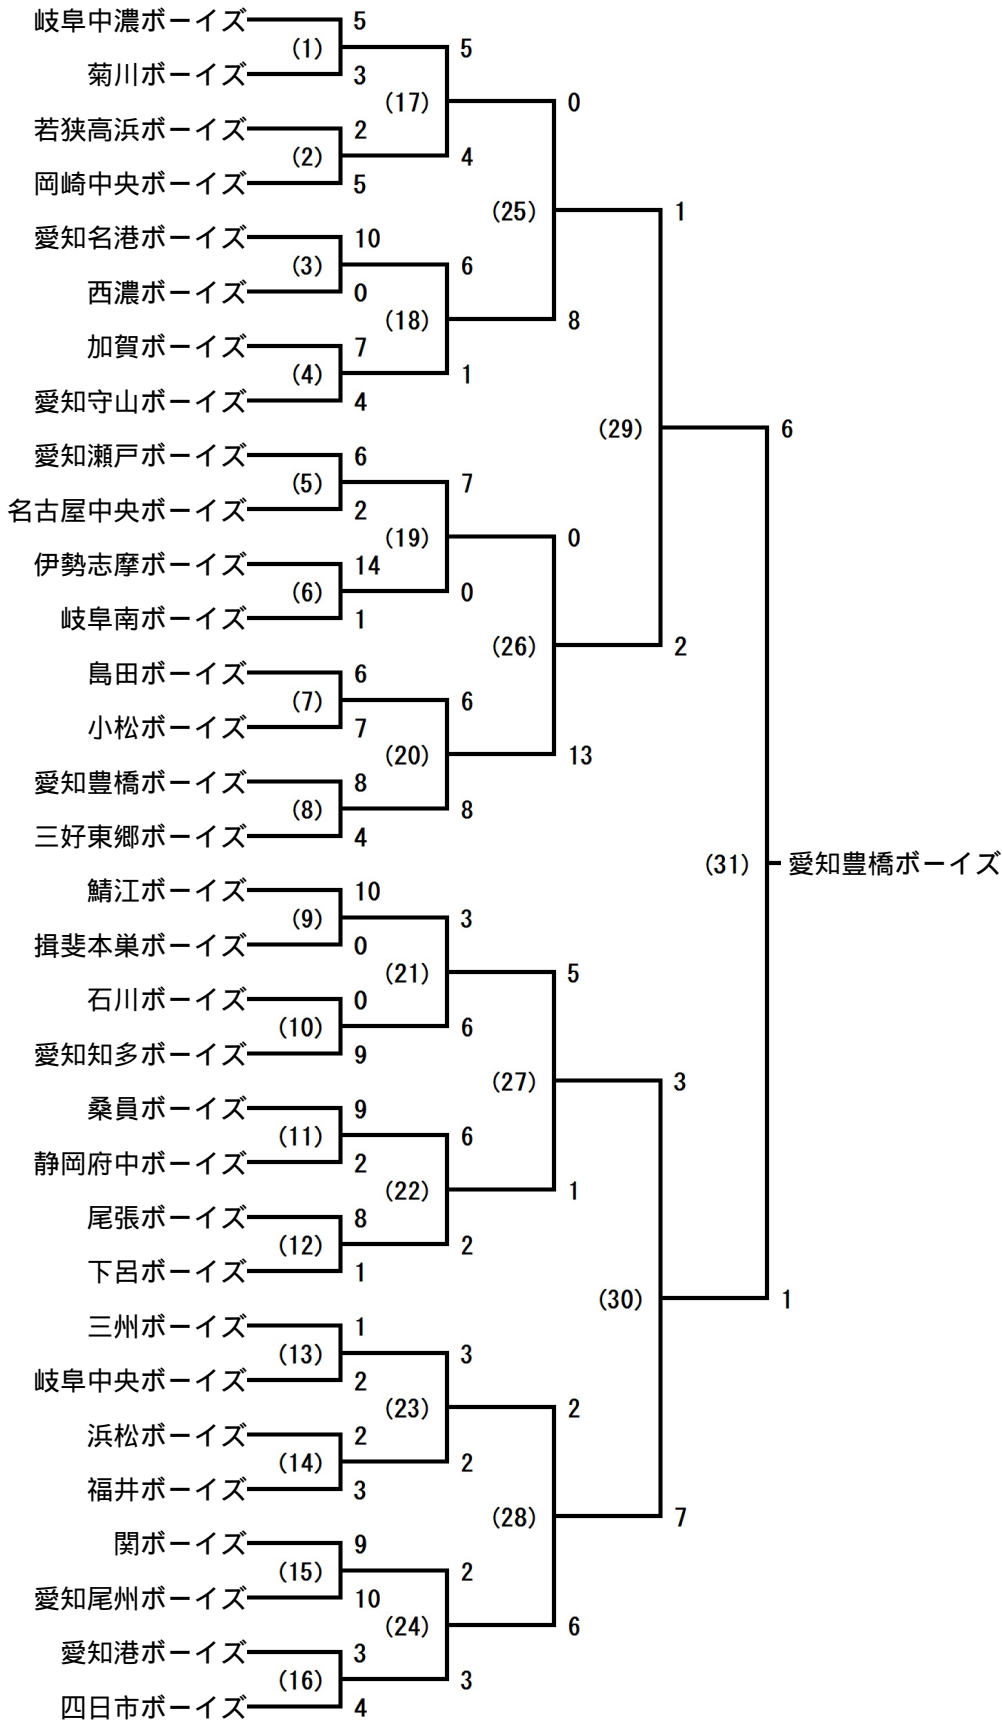 岐阜中濃ボーイズ 5
(1) 5
菊川ボーイズ 3
(17) 0
若狭高浜ボーイズ 2
(2) 4
岡崎中央ボーイズ 5
(25) 1
愛知名港ボーイズ 10
(3) 6
西濃ボーイズ 0
(18) 8
加賀ボーイズ 7
(4) 1
愛知守山ボーイズ 4
(29) 6
愛知瀬戸ボーイズ 6
(5) 7
名古屋中央ボーイズ 2
(19) 0
伊勢志摩ボーイズ 14
(6) 0
岐阜南ボーイズ 1
(26) 2
島田ボーイズ 6
(7) 6
小松ボーイズ 7
(20) 13
愛知豊橋ボーイズ 8
(8) 8
三好東郷ボーイズ 4
(31) 愛知豊橋ボーイズ
鯖江ボーイズ 10
(9) 3
揖斐本巣ボーイズ 0
(21) 5
石川ボーイズ 0
(10) 6
愛知知多ボーイズ 9
(27) 3
桑員ボーイズ 9
(11) 6
静岡府中ボーイズ 2
(22) 1
尾張ボーイズ 8
(12) 2
下呂ボーイズ 1
(30) 1
三州ボーイズ 1
(13) 3
岐阜中央ボーイズ 2
(23) 2
浜松ボーイズ 2
(14) 2
福井ボーイズ 3
(28) 7
関ボーイズ 9
(15) 2
愛知尾州ボーイズ 10
(24) 6
愛知港ボーイズ 3
(16) 3
四日市ボーイズ 4